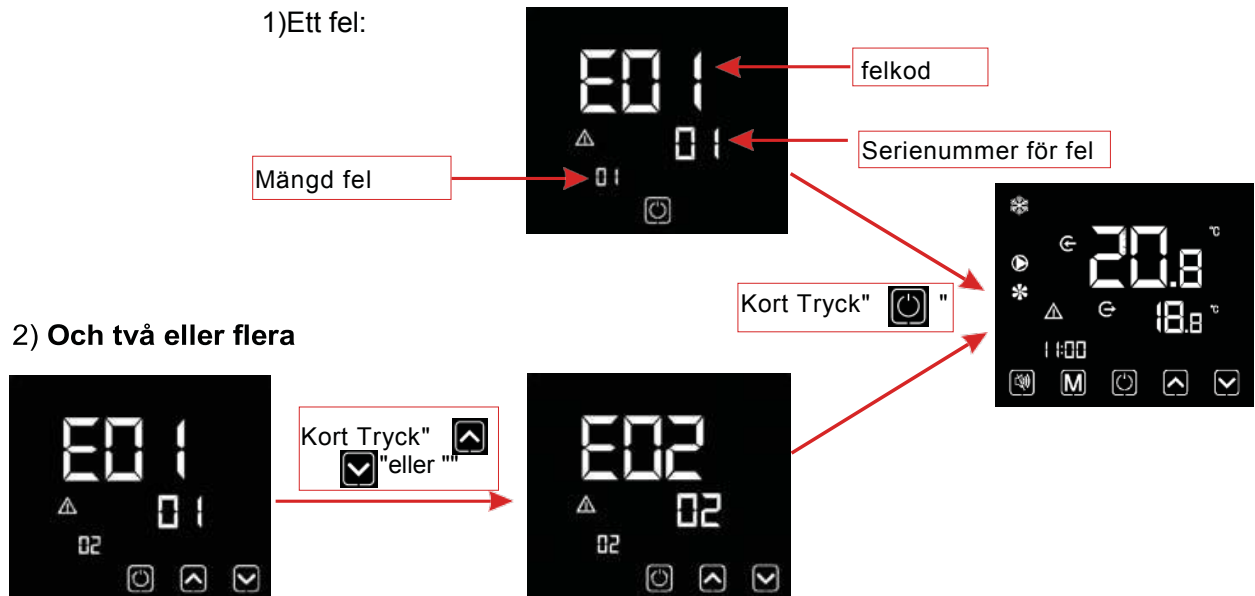 1)Ett fel:
E01
felkod
01
Serienummer för fel
Mängd fel
01
20.8 °C
18.8 °C
11:00
M
Kort Tryck" "
2) Och två eller flera
E01
01
02
Kort Tryck"
"eller ""
E02
02
02